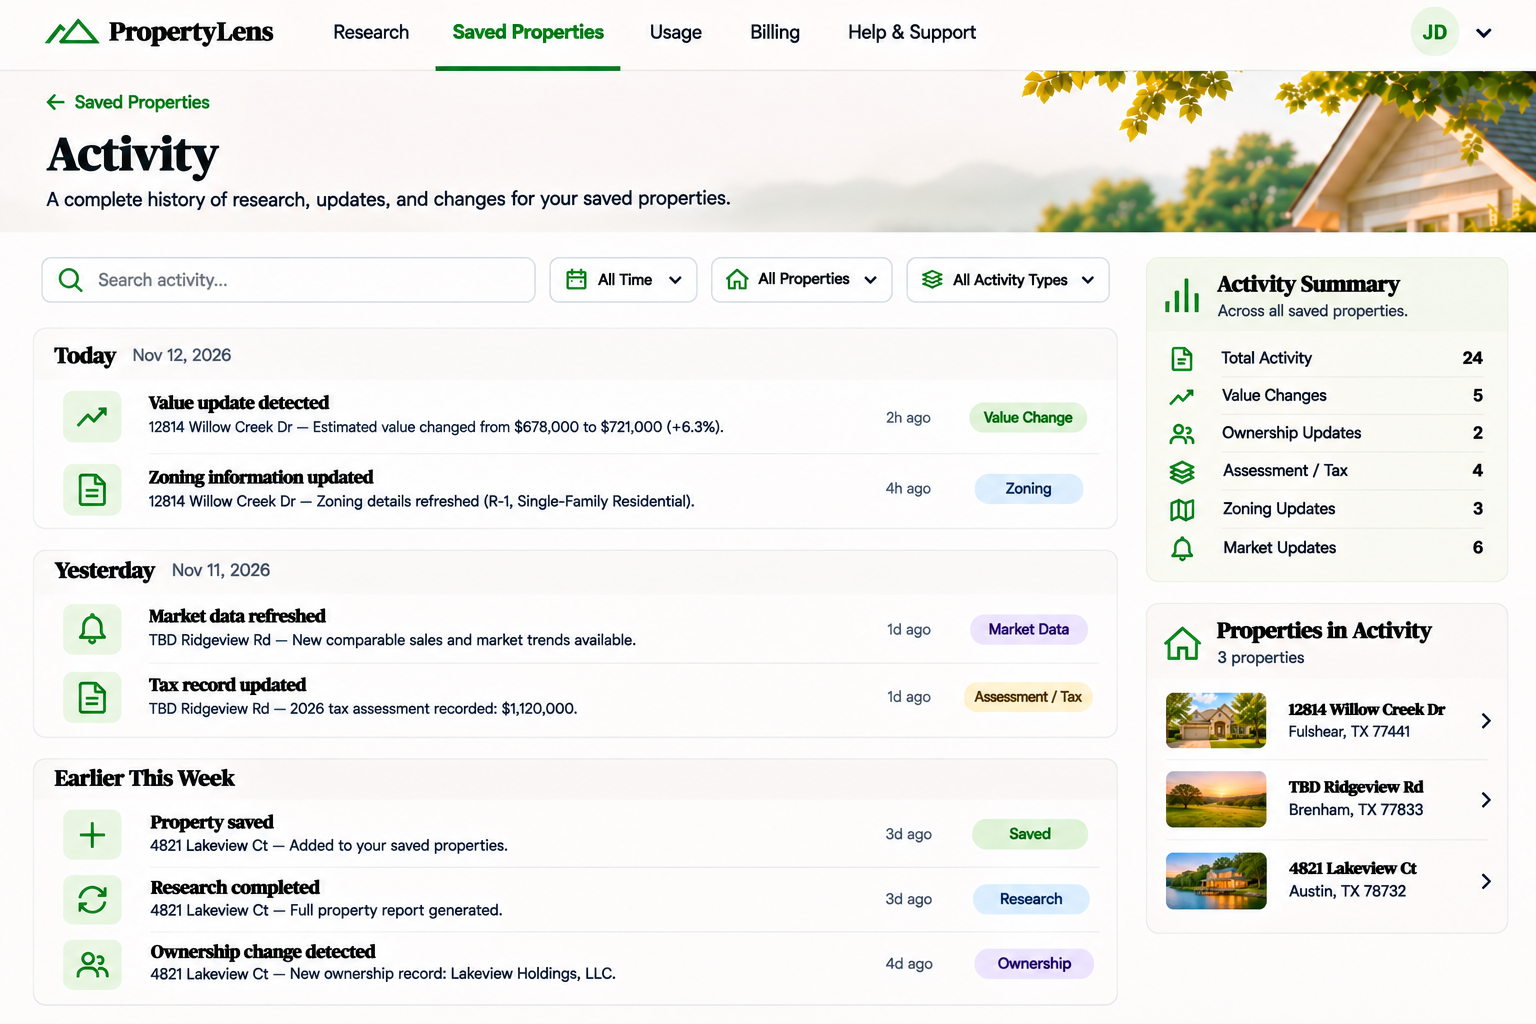 PropertyLens
Research
Saved Properties
Usage
Billing
Help & Support
JD
Saved Properties
Activity
A complete history of research, updates, and changes for your saved properties.
Search activity...
All Time
All Properties
All Activity Types
Today Nov 12, 2026
Value update detected
12814 Willow Creek Dr — Estimated value changed from $678,000 to $721,000 (+6.3%).
2h ago
Value Change
Zoning information updated
12814 Willow Creek Dr — Zoning details refreshed (R-1, Single-Family Residential).
4h ago
Zoning
Yesterday Nov 11, 2026
Market data refreshed
TBD Ridgeview Rd — New comparable sales and market trends available.
1d ago
Market Data
Tax record updated
TBD Ridgeview Rd — 2026 tax assessment recorded: $1,120,000.
1d ago
Assessment / Tax
Earlier This Week
Property saved
4821 Lakeview Ct — Added to your saved properties.
3d ago
Saved
Research completed
4821 Lakeview Ct — Full property report generated.
3d ago
Research
Ownership change detected
4821 Lakeview Ct — New ownership record: Lakeview Holdings, LLC.
4d ago
Ownership
Activity Summary
Across all saved properties.
Total Activity 24
Value Changes 5
Ownership Updates 2
Assessment / Tax 4
Zoning Updates 3
Market Updates 6
Properties in Activity
3 properties
12814 Willow Creek Dr
Fulshear, TX 77441
TBD Ridgeview Rd
Brenham, TX 77833
4821 Lakeview Ct
Austin, TX 78732